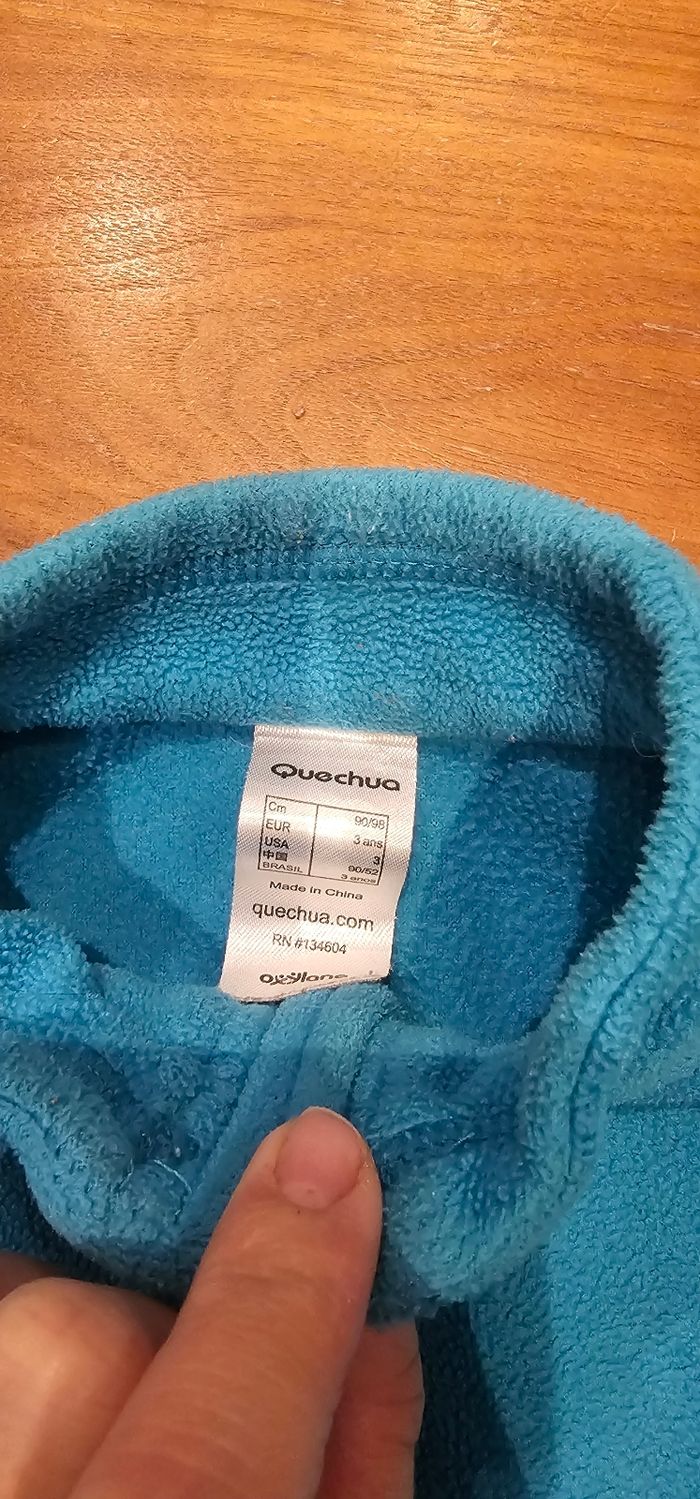 Quechua
Cm 90/98
EUR 3 ans
USA 3
中国 90/52
BRASIL 3 anos
Made in China
quechua.com
RN #134604
oxylane